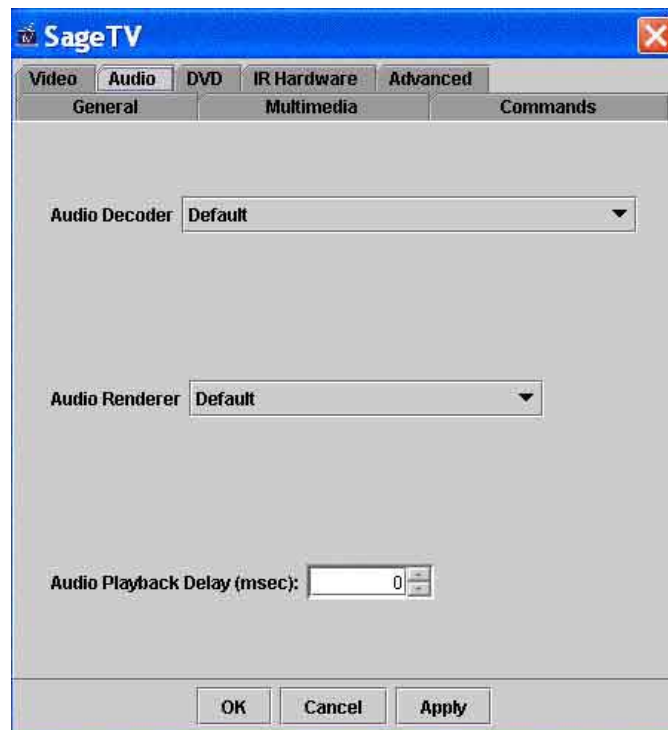 SageTV
Video Audio DVD IR Hardware Advanced
General Multimedia Commands
Audio Decoder Default
Audio Renderer Default
Audio Playback Delay (msec): 0
OK Cancel Apply